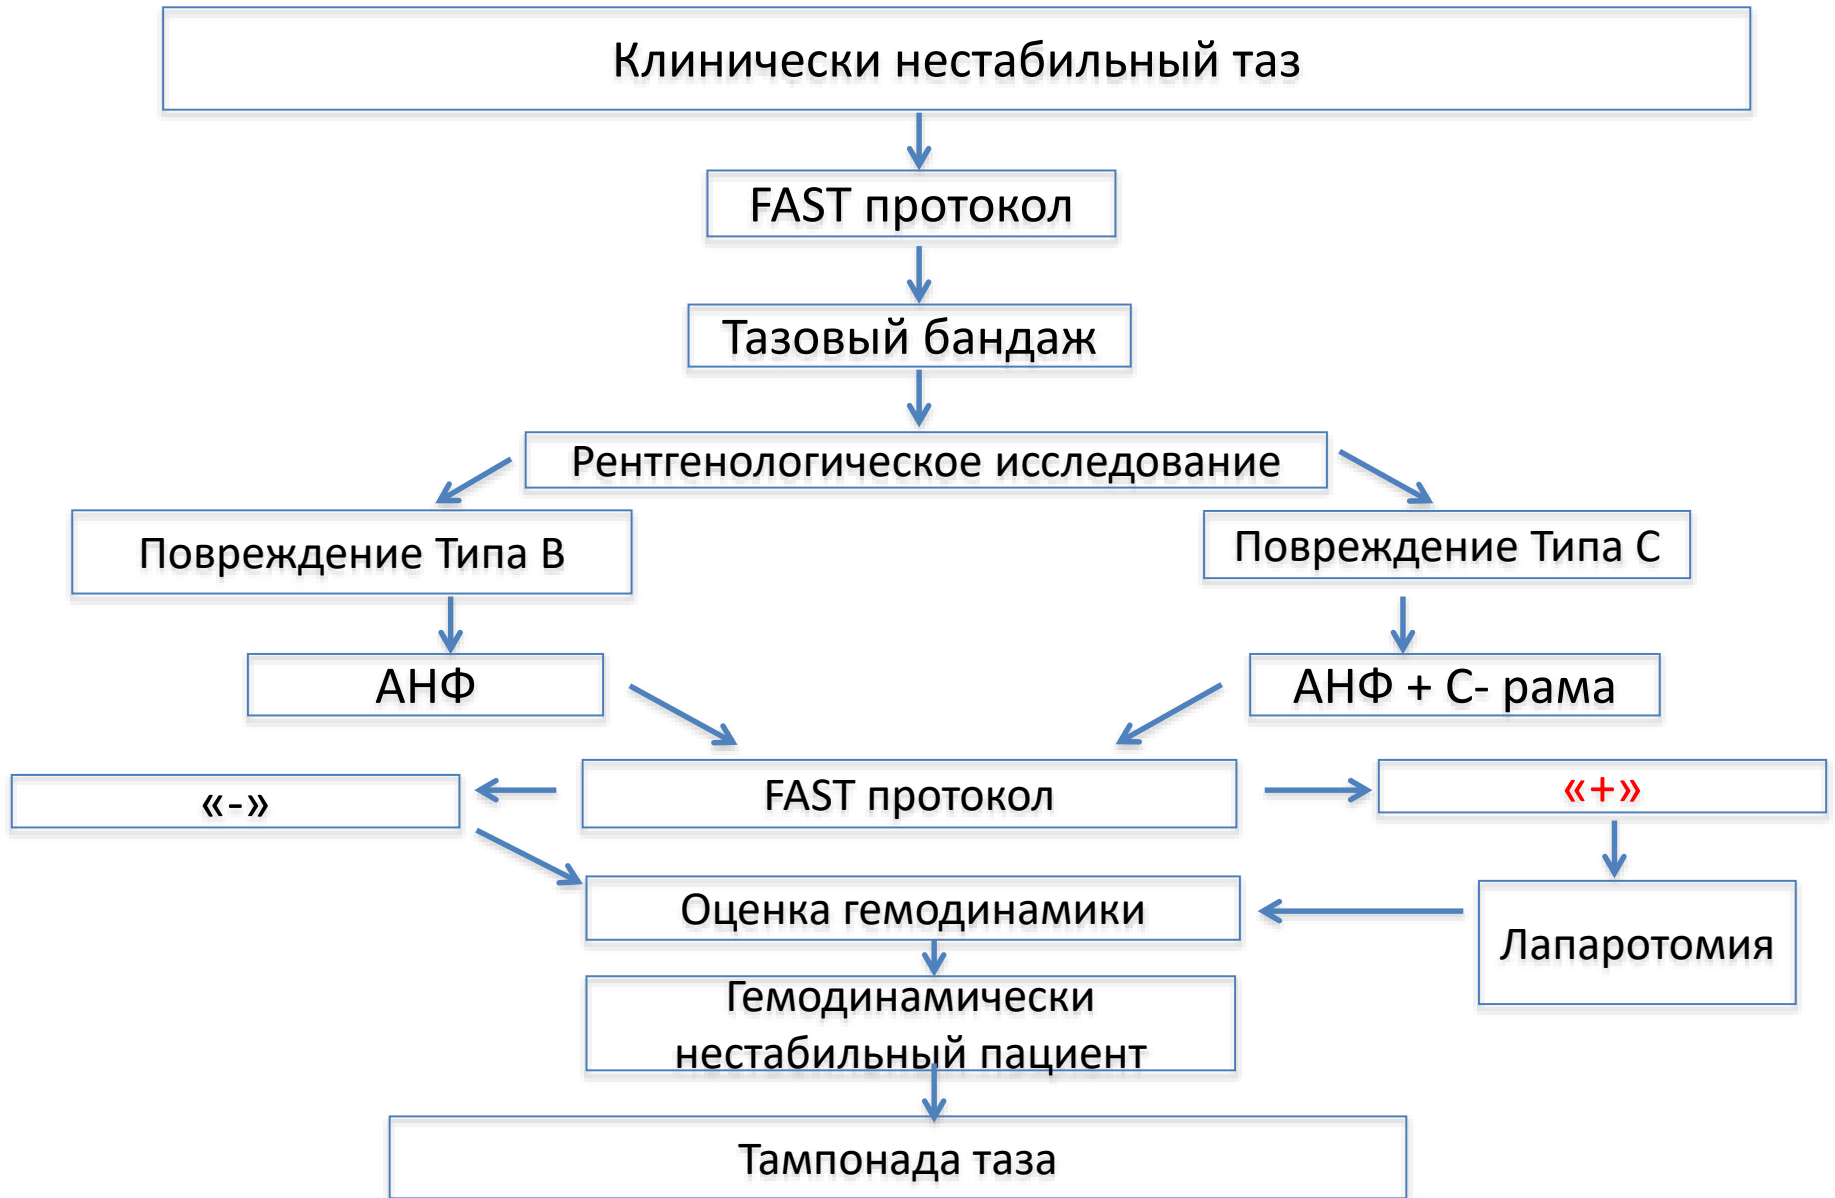 Клинически нестабильный таз
FAST протокол
Тазовый бандаж
Рентгенологическое исследование
Повреждение Типа В
Повреждение Типа С
АНФ
АНФ + С- рама
«-»
FAST протокол
«+»
Оценка гемодинамики
Лапаротомия
Гемодинамически
нестабильный пациент
Тампонада таза